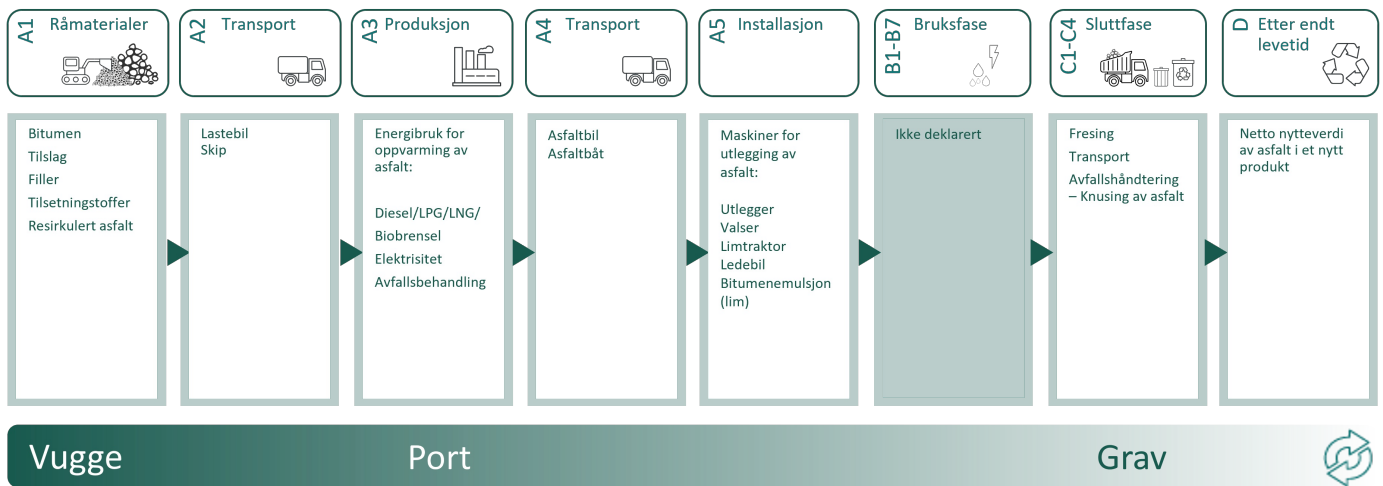 A1 Råmaterialer
A2 Transport
A3 Produksjon
A4 Transport
A5 Installasjon
B1-B7 Bruksfase
C1-C4 Sluttfase
D Etter endt
levetid
Bitumen
Tilslag
Filler
Tilsetningstoffer
Resirkulert asfalt
Lastebil
Skip
Energibruk for
oppvarming av
asfalt:
Diesel/LPG/LNG/
Biobrensel
Elektrisitet
Avfallsbehandling
Asfaltbil
Asfaltbåt
Maskiner for
utlegging av
asfalt:
Utlegger
Valser
Limtraktor
Ledebil
Bitumenemulsjon
(lim)
Ikke deklarert
Fresing
Transport
Avfallshåndtering
– Knusing av asfalt
Netto nytteverdi
av asfalt i et nytt
produkt
Vugge
Port
Grav